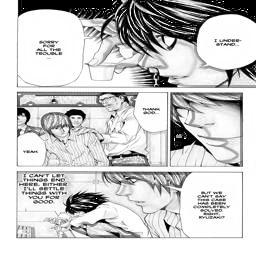 I UNDER-
STAND...
SORRY
FOR
ALL THE
TROUBLE
...
THANK
GOD...
YEAH.
BUT WE
CAN'T SAY
THIS CASE
HAS BEEN
COMPLETELY
SOLVED,
RIGHT,
RYUZAKI?
I CAN'T LET
THINGS END
HERE. EITHER
I'LL SETTLE
THINGS WITH
YOU FOR
GOOD...